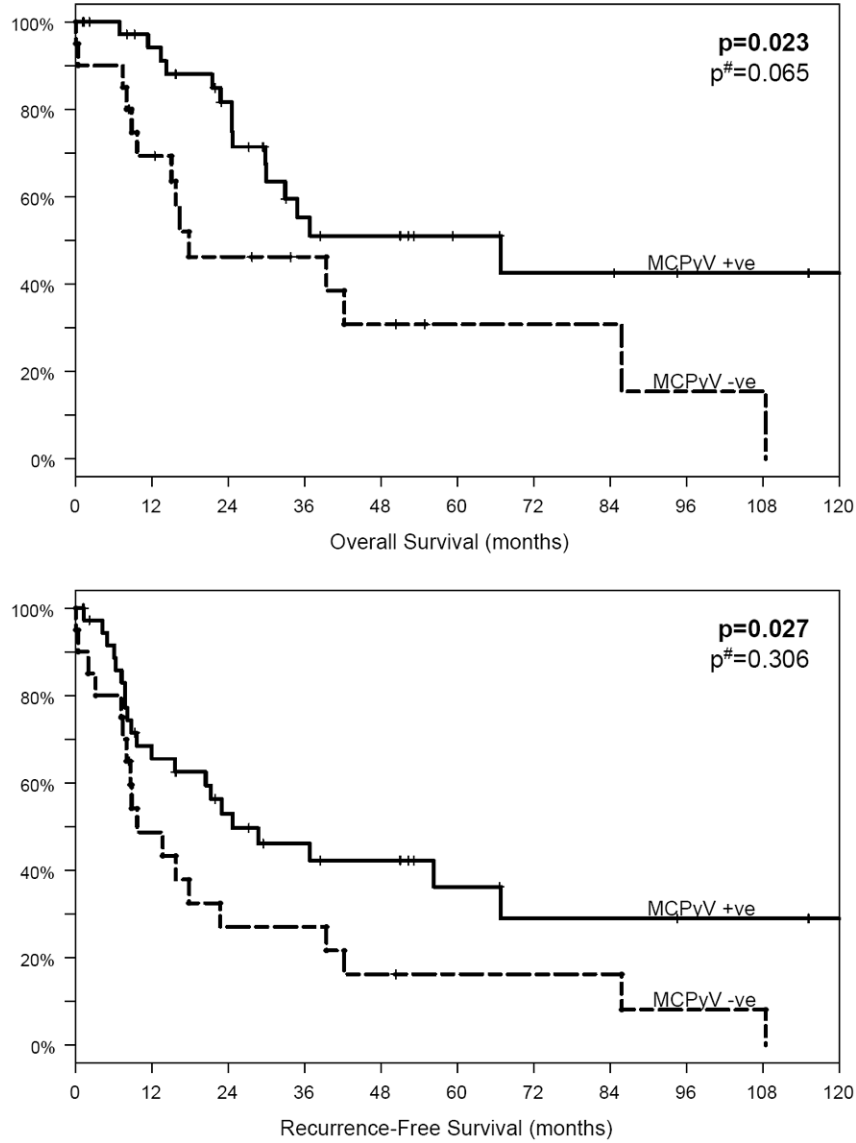 100%
80%
60%
40%
20%
0%
p=0.023
p#=0.065
MCPyV +ve
MCPyV -ve
0 12 24 36 48 60 72 84 96 108 120
Overall Survival (months)
100%
80%
60%
40%
20%
0%
p=0.027
p#=0.306
MCPyV +ve
MCPyV -ve
0 12 24 36 48 60 72 84 96 108 120
Recurrence-Free Survival (months)